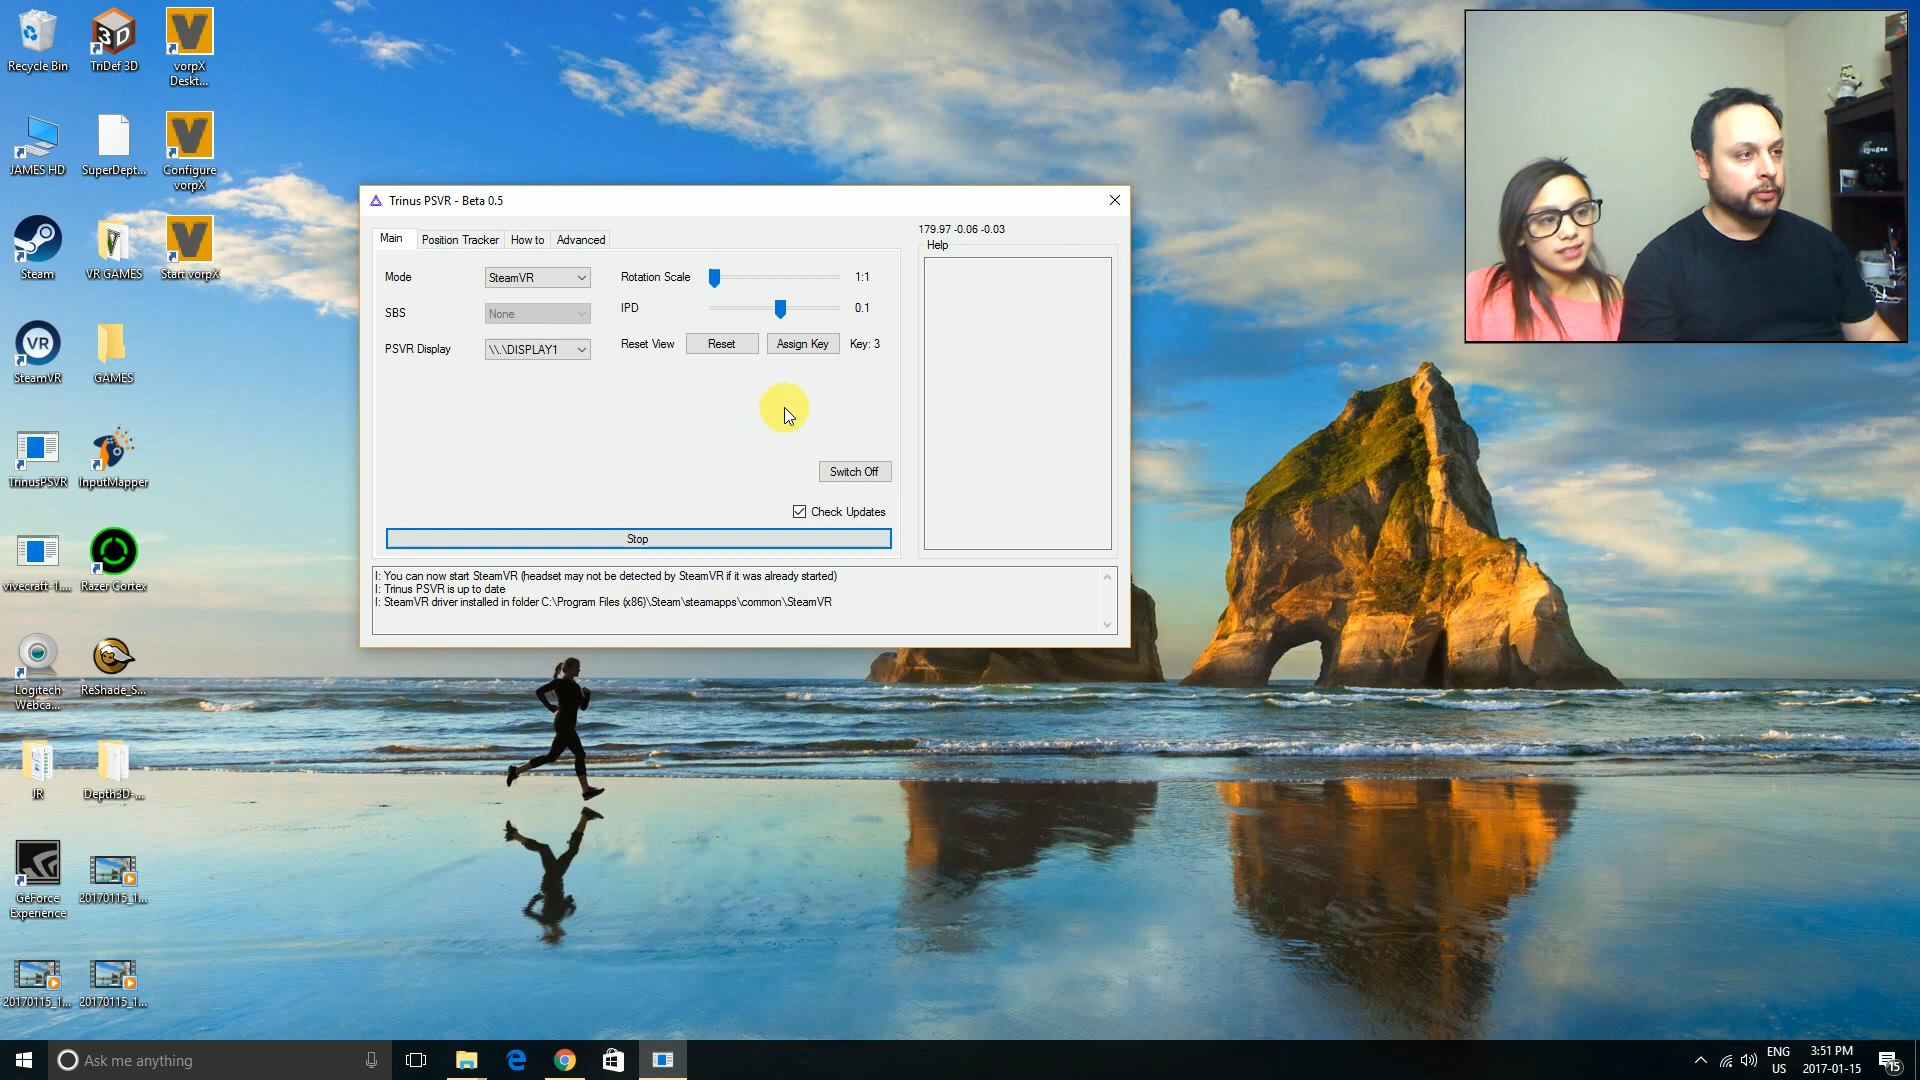 Recycle Bin
TriDef 3D
vorpX
Deskt...
JAMES HD
SuperDept...
Configure
vorpX
Steam
VR GAMES
Start vorpX
SteamVR
GAMES
TrinusPSVR
InputMapper
vivecraft-1....
Razer Cortex
Logitech
Webca...
ReShade_S...
JR
Depth3D-...
GeForce
Experience
20170115_1...
20170115_1...
20170115_1...
Trinus PSVR - Beta 0.5
Main
Position Tracker
How to
Advanced
179.97 -0.06 -0.03
Help
Mode
SteamVR
Rotation Scale
1:1
SBS
None
IPD
0.1
PSVR Display
\\.\DISPLAY1
Reset View
Reset
Assign Key
Key: 3
Switch Off
Check Updates
Stop
I: You can now start SteamVR (headset may not be detected by SteamVR if it was already started)
I: Trinus PSVR is up to date
I: SteamVR driver installed in folder C:\Program Files (x86)\Steam\steamapps\common\SteamVR
Ask me anything
ENG
US
3:51 PM
2017-01-15
15